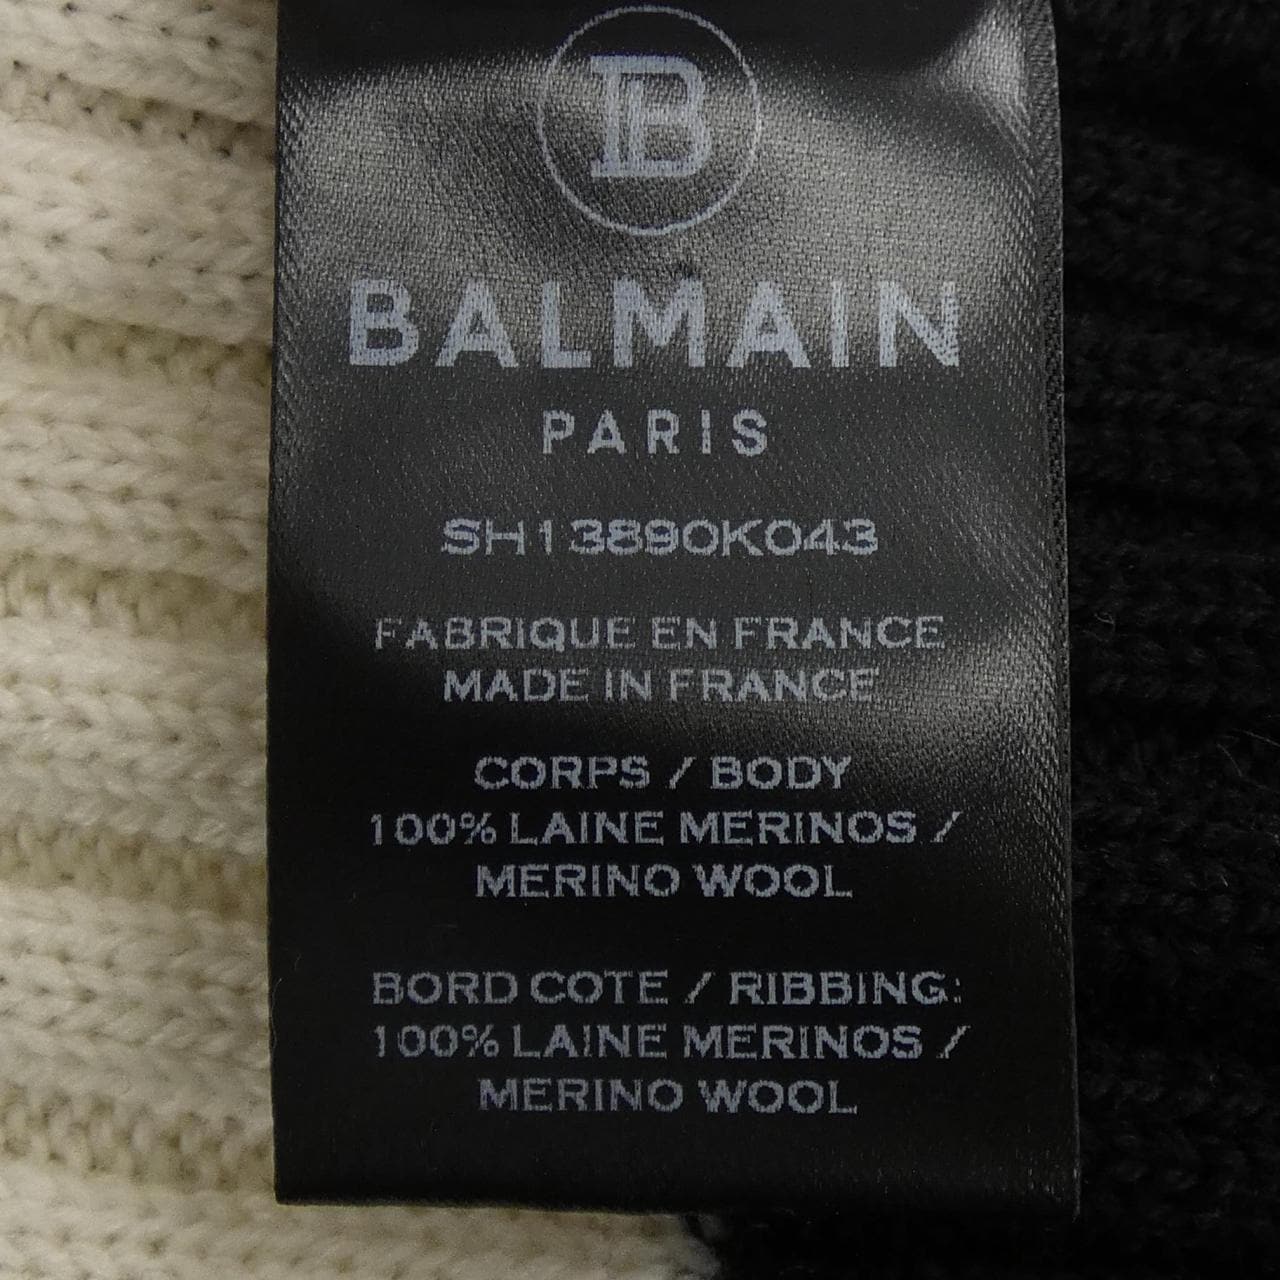 B
BALMAIN
PARIS
SH13890K043
FABRIQUE EN FRANCE
MADE IN FRANCE
CORPS / BODY
100% LAINE MERINOS /
MERINO WOOL
BORD COTE / RIBBING:
100% LAINE MERINOS /
MERINO WOOL